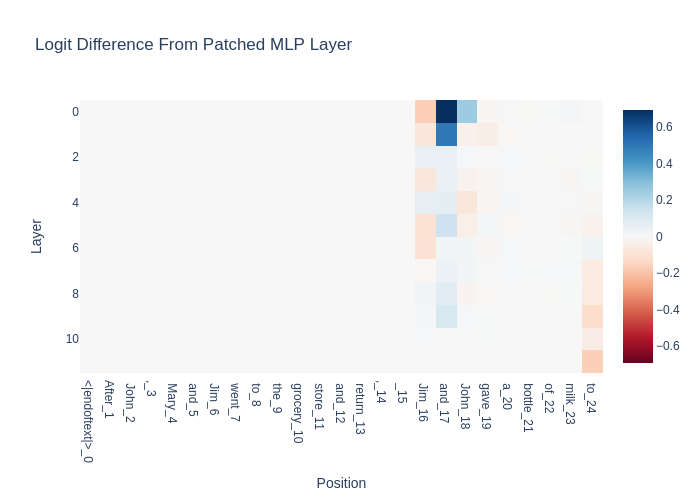 Logit Difference From Patched MLP Layer
0
2
4
6
8
10
Layer
<|endoftext|>_0
After_1
John_2
,_3
Mary_4
and_5
Jim_6
went_7
to_8
the_9
grocery_10
store_11
and_12
return_13
,_14
_15
Jim_16
and_17
John_18
gave_19
a_20
bottle_21
of_22
milk_23
to_24
Position
0.6
0.4
0.2
0
−0.2
−0.4
−0.6